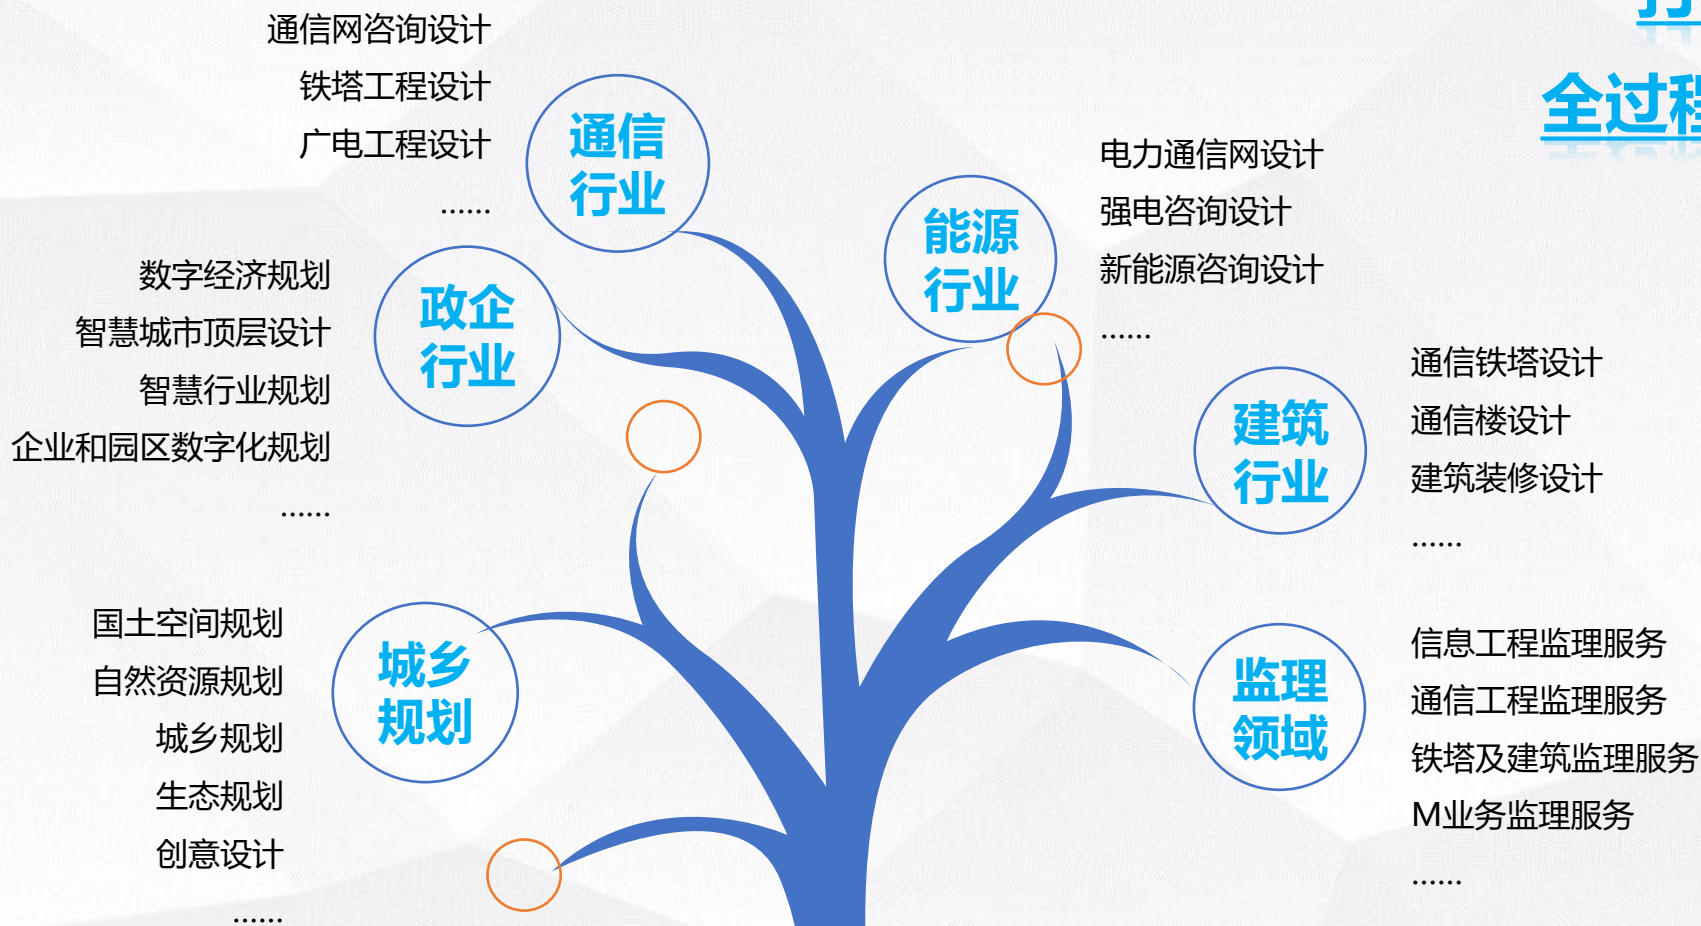 全过程
通信网咨询设计
铁塔工程设计
广电工程设计
......
通信
行业
数字经济规划
智慧城市顶层设计
智慧行业规划
企业和园区数字化规划
......
政企
行业
国土空间规划
自然资源规划
城乡规划
生态规划
创意设计
......
城乡
规划
能源
行业
电力通信网设计
强电咨询设计
新能源咨询设计
......
建筑
行业
通信铁塔设计
通信楼设计
建筑装修设计
......
监理
领域
信息工程监理服务
通信工程监理服务
铁塔及建筑监理服务
M业务监理服务
......